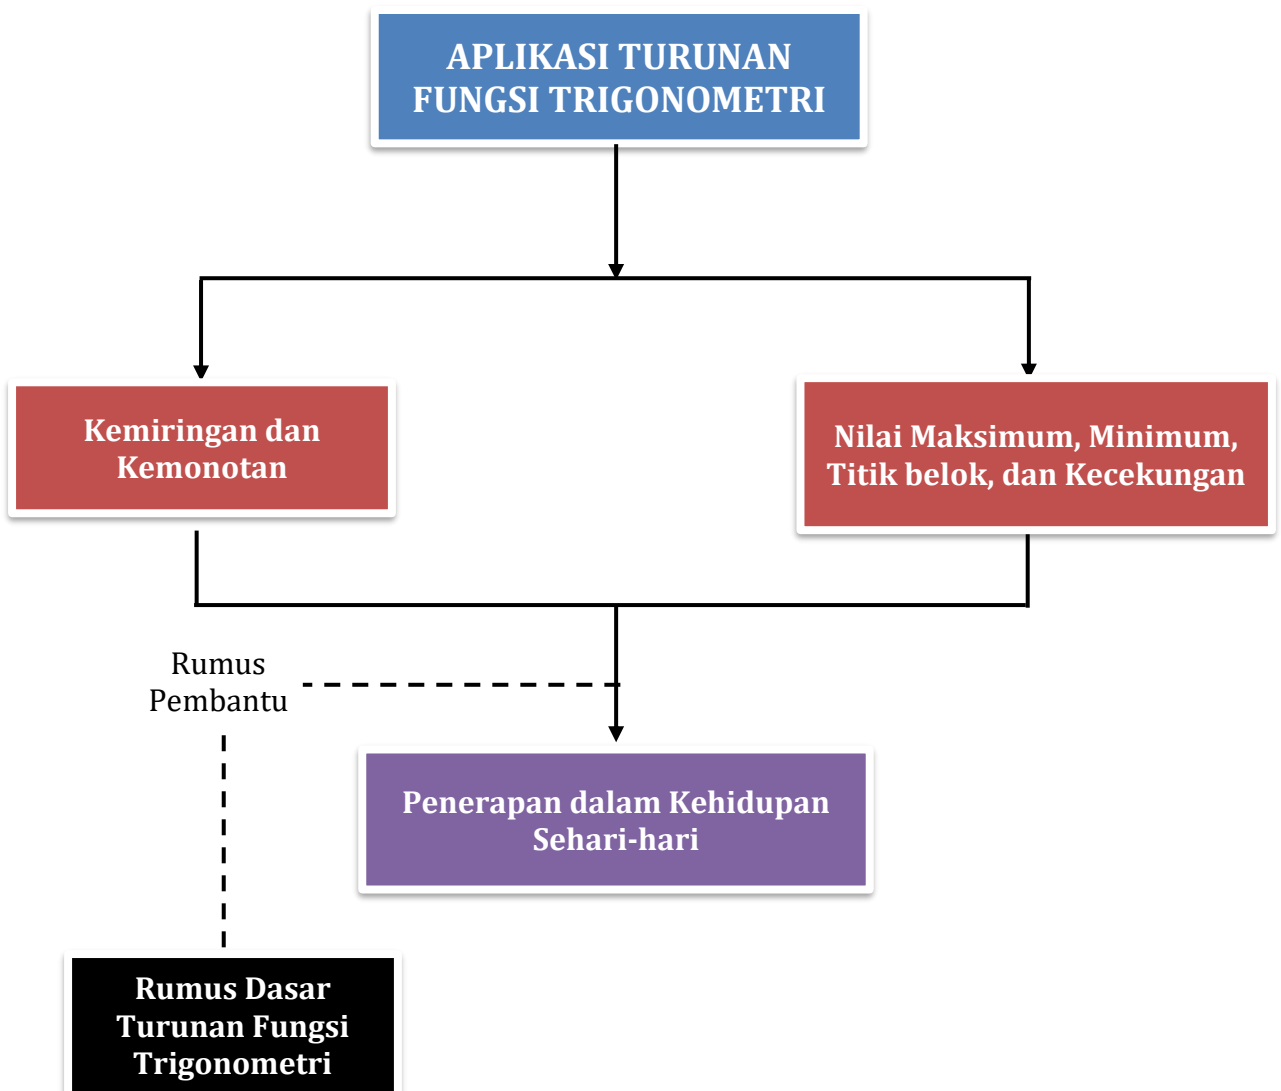 APLIKASI TURUNAN
FUNGSI TRIGONOMETRI
Kemiringan dan
Kemonotan
Nilai Maksimum, Minimum,
Titik belok, dan Kecekungan
Rumus
Pembantu
Penerapan dalam Kehidupan
Sehari-hari
Rumus Dasar
Turunan Fungsi
Trigonometri